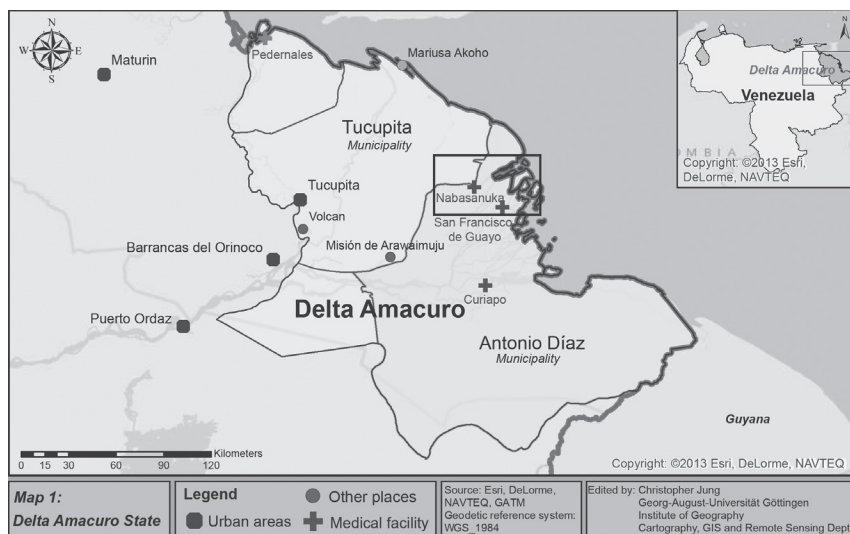 N
W E
S
Maturin
Pedernales
Mariusa Akoho
Tucupita
Municipality
Tucupita
Volcan
Nabasanuka
San Francisco
de Guayo
Barrancas del Orinoco
Misión de Arawaimuju
Curiapo
Delta Amacuro
Puerto Ordaz
Antonio Díaz
Municipality
Guyana
N
Delta Amacuro
Venezuela
OMBIA
Copyright: ©2013 Esri,
DeLorme, NAVTEQ
Kilometers
0 15 30 60 90 120
Copyright: ©2013 Esri, DeLorme, NAVTEQ
Map 1:
Delta Amacuro State
Legend
Urban areas
Other places
Medical facility
Source: Esri, DeLorme,
NAVTEQ, GATM
Geodetic reference system:
WGS_1984
Edited by: Christopher Jung
Georg-August-Universität Göttingen
Institute of Geography
Cartography, GIS and Remote Sensing Dept